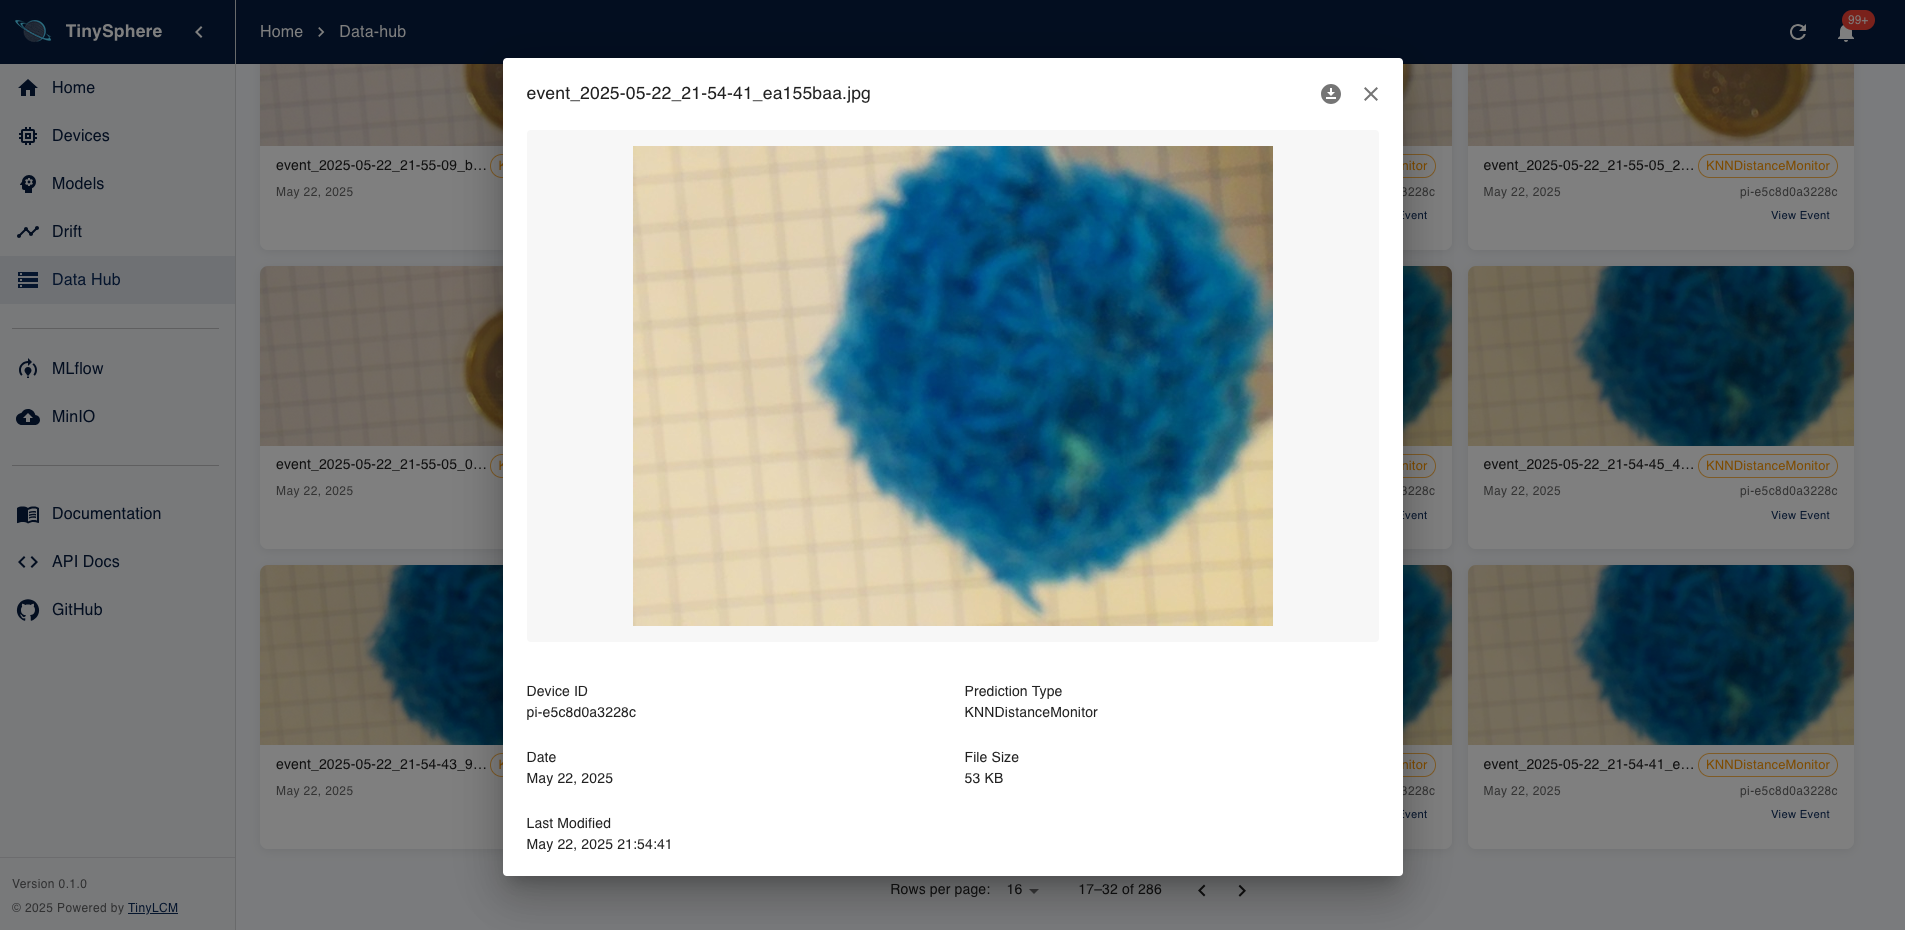 TinySphere
Home > Data-hub
99+
Home
Devices
Models
Drift
Data Hub
MLflow
MinIO
Documentation
API Docs
GitHub
Version 0.1.0
© 2025 Powered by TinyLCM
event_2025-05-22_21-54-41_ea155baa.jpg
Device ID
pi-e5c8d0a3228c
Prediction Type
KNNDistanceMonitor
Date
May 22, 2025
File Size
53 KB
Last Modified
May 22, 2025 21:54:41
event_2025-05-22_21-55-09_b...
May 22, 2025
event_2025-05-22_21-55-05_2... KNNDistanceMonitor
May 22, 2025 pi-e5c8d0a3228c
View Event
event_2025-05-22_21-55-05_0...
May 22, 2025
event_2025-05-22_21-54-45_4... KNNDistanceMonitor
May 22, 2025 pi-e5c8d0a3228c
View Event
event_2025-05-22_21-54-43_9...
May 22, 2025
event_2025-05-22_21-54-41_e... KNNDistanceMonitor
May 22, 2025 pi-e5c8d0a3228c
View Event
Rows per page: 16 17–32 of 286